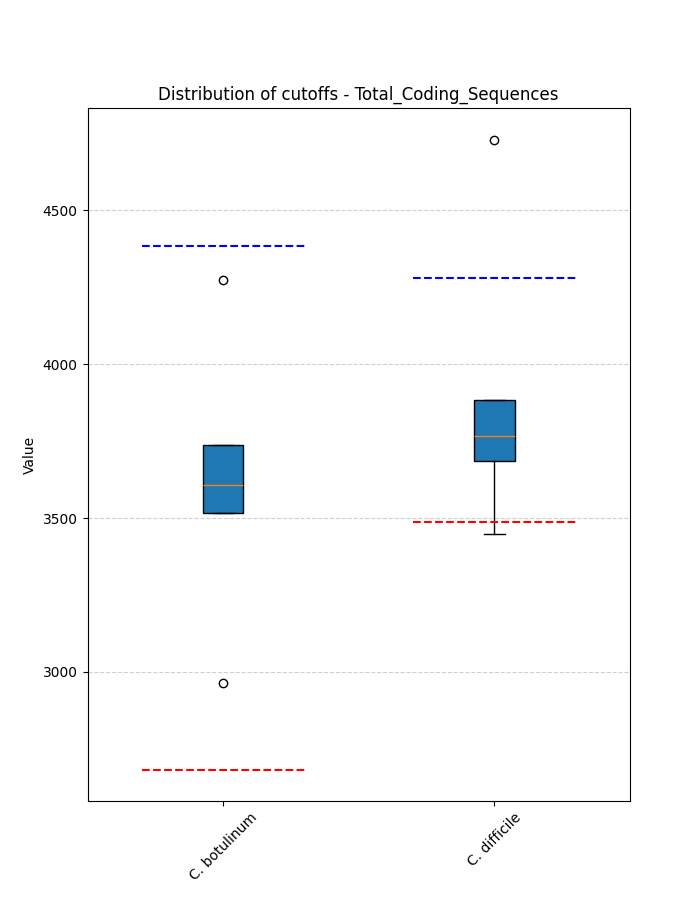 Distribution of cutoffs - Total_Coding_Sequences
Value
4500
4000
3500
3000
C. botulinum
C. difficile